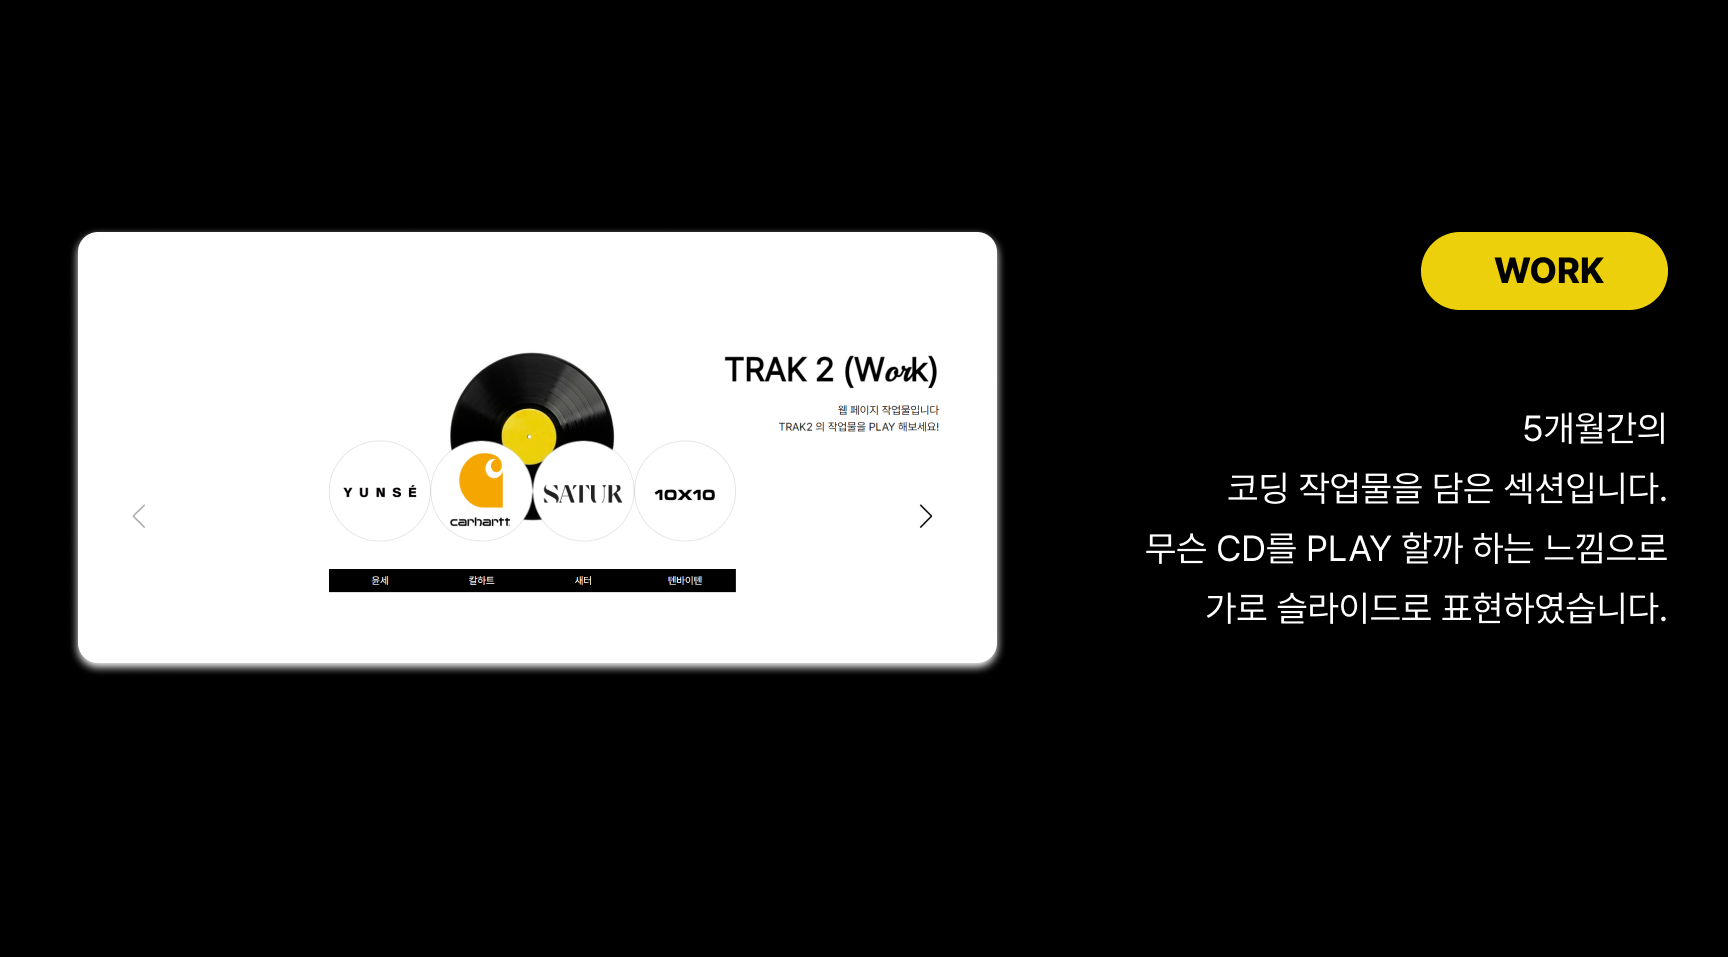 WORK
TRAK 2 (Work)
웹 페이지 작업물입니다
TRAK2 의 작업물을 PLAY 해보세요!
YUNSÉ
carhartt
SATUR
10X10
윤세 칼하트 새터 텐바이텐
5개월간의
코딩 작업물을 담은 섹션입니다.
무슨 CD를 PLAY 할까 하는 느낌으로
가로 슬라이드로 표현하였습니다.